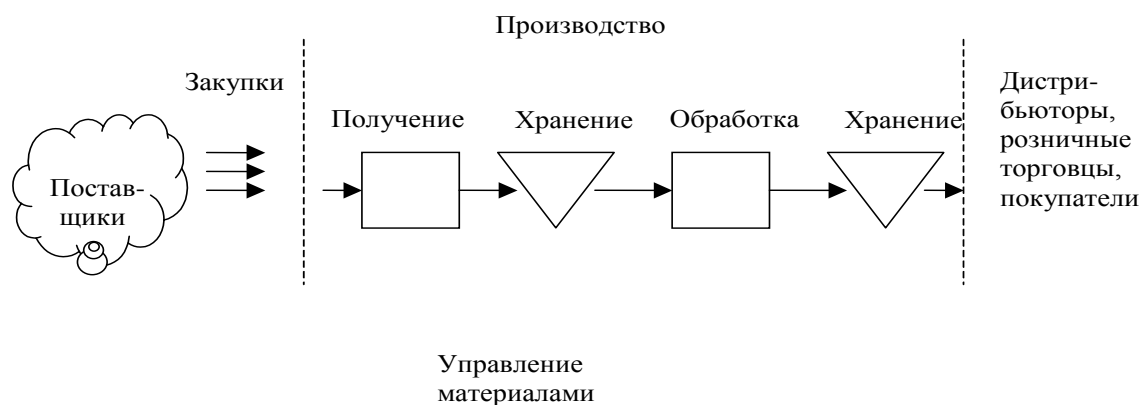 Производство
Закупки
Получение
Хранение
Обработка
Хранение
Дистри-
бьюторы,
розничные
торговцы,
покупатели
Постав-
щики
Управление
материалами